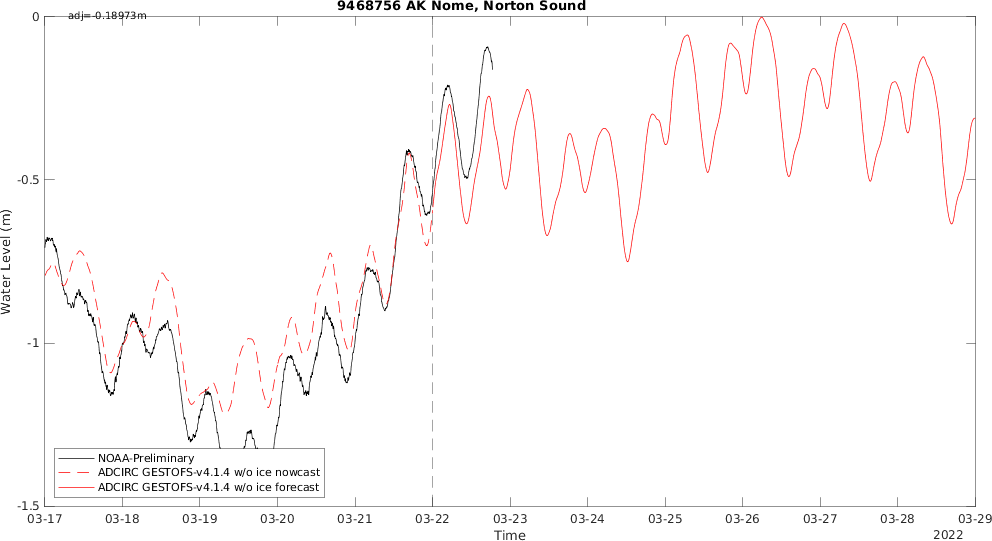 9468756 AK Nome, Norton Sound
adj=-0.18973m
0
-0.5
-1
-1.5
Water Level (m)
NOAA-Preliminary
ADCIRC GESTOFS-v4.1.4 w/o ice nowcast
ADCIRC GESTOFS-v4.1.4 w/o ice forecast
03-17 03-18 03-19 03-20 03-21 03-22 03-23 03-24 03-25 03-26 03-27 03-28 03-29
Time
2022